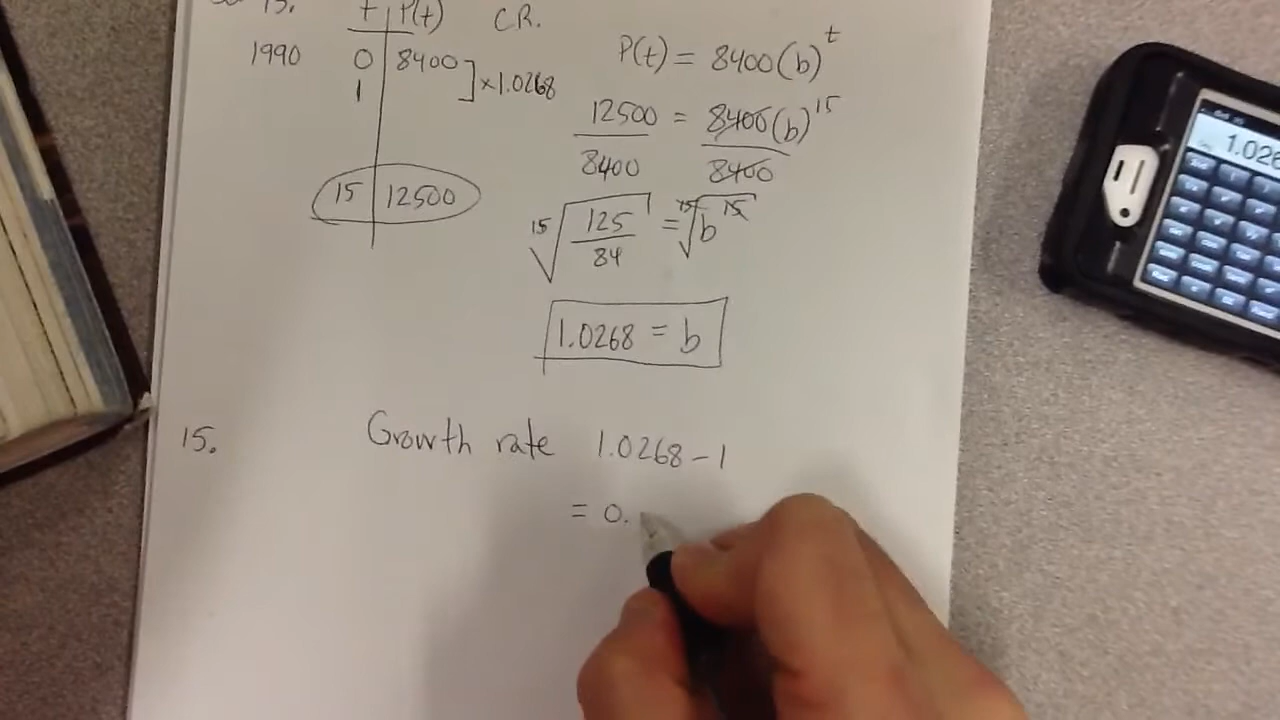 13.
t P(t) C.R.
1990 0 8400 ] ×1.0268
1
15 12500
P(t) = 8400(b)^t
12500 = 8400(b)^15
8400 8400
15√ 125/84 = 15√ b^15
1.0268 = b
15. Growth rate 1.0268 - 1
= 0.
1.026